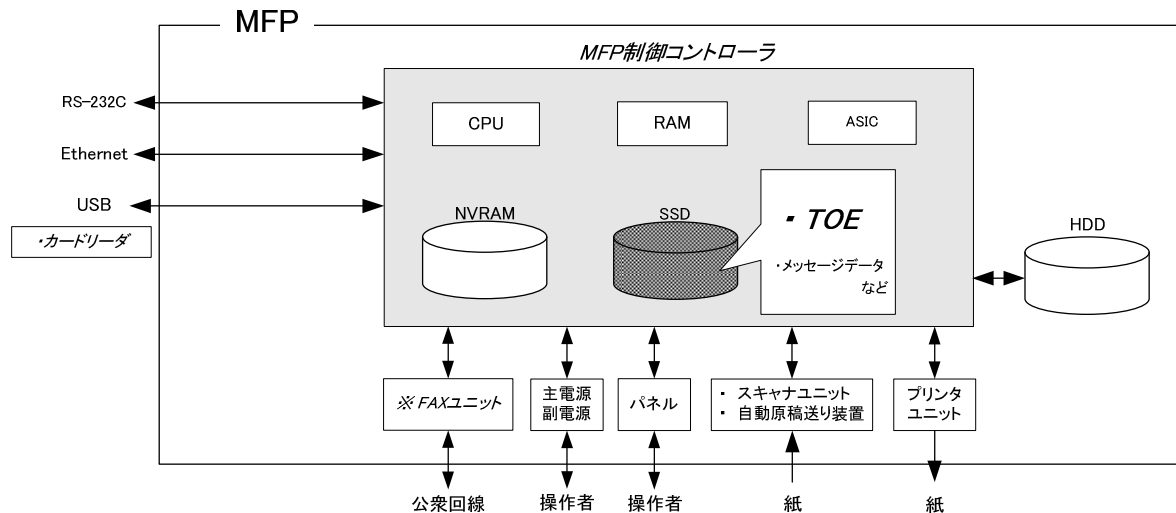 MFP
MFP制御コントローラ
RS-232C
CPU
RAM
ASIC
Ethernet
USB
・カードリーダ
NVRAM
SSD
・TOE
・メッセージデータ
など
HDD
※FAXユニット
主電源
副電源
パネル
・ スキャナユニット
・ 自動原稿送り装置
プリンタ
ユニット
公衆回線
操作者
操作者
紙
紙